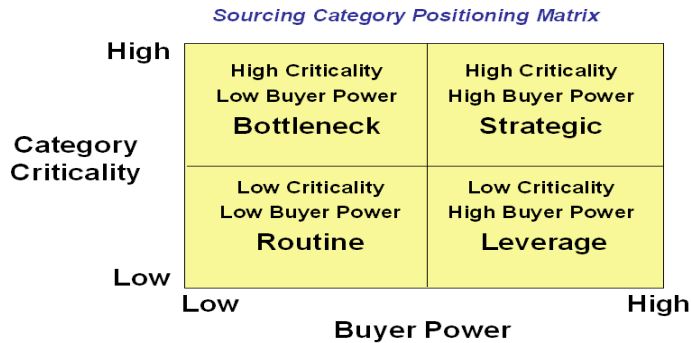 Sourcing Category Positioning Matrix
High
High Criticality
Low Buyer Power
Bottleneck
High Criticality
High Buyer Power
Strategic
Category
Criticality
Low Criticality
Low Buyer Power
Routine
Low Criticality
High Buyer Power
Leverage
Low
Low
High
Buyer Power